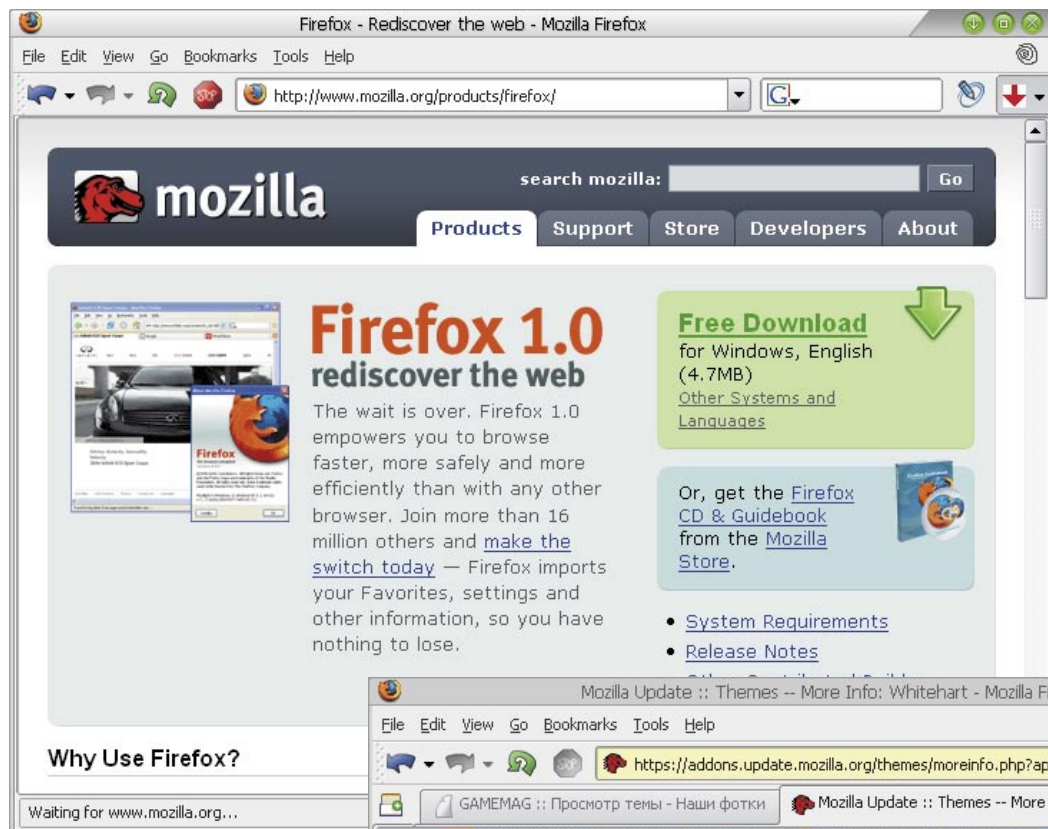 Firefox - Rediscover the web - Mozilla Firefox
File Edit View Go Bookmarks Tools Help
STOP
http://www.mozilla.org/products/firefox/
G
mozilla
search mozilla:
Go
Products Support Store Developers About
Firefox 1.0
rediscover the web
The wait is over. Firefox 1.0
empowers you to browse
faster, more safely and more
efficiently than with any other
browser. Join more than 16
million others and make the
switch today — Firefox imports
your Favorites, settings and
other information, so you have
nothing to lose.
Firefox
Free Download
for Windows, English
(4.7MB)
Other Systems and
Languages
Or, get the Firefox
CD & Guidebook
from the Mozilla
Store.
• System Requirements
• Release Notes
Why Use Firefox?
Waiting for www.mozilla.org...
Mozilla Update :: Themes -- More Info: Whitehart - Mozilla Fi
File Edit View Go Bookmarks Tools Help
STOP
https://addons.update.mozilla.org/themes/moreinfo.php?ap
GAMEMAG :: Просмотр темы - Наши фотки
Mozilla Update :: Themes -- More